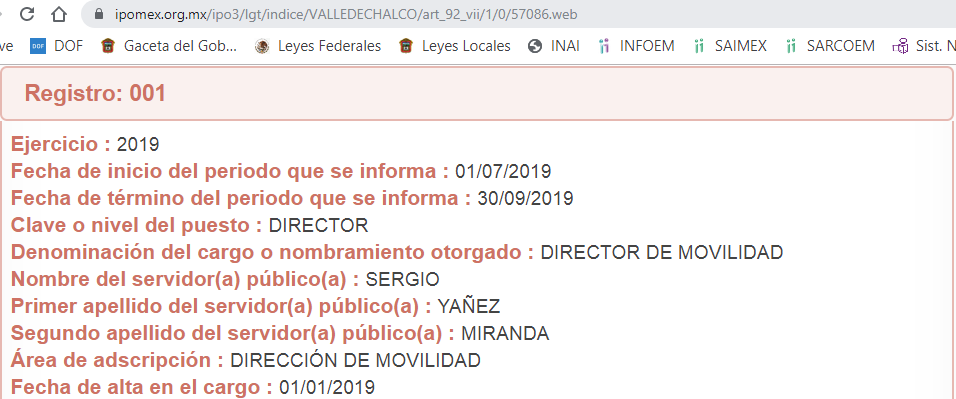 ipomex.org.mx/ipo3/lgt/indice/VALLEDECHALCO/art_92_vii/1/0/57086.web
ve DOF Gaceta del Gob... Leyes Federales Leyes Locales INAI INFOEM SAIMEX SARCOEM Sist. N
Registro: 001
Ejercicio : 2019
Fecha de inicio del periodo que se informa : 01/07/2019
Fecha de término del periodo que se informa : 30/09/2019
Clave o nivel del puesto : DIRECTOR
Denominación del cargo o nombramiento otorgado : DIRECTOR DE MOVILIDAD
Nombre del servidor(a) público(a) : SERGIO
Primer apellido del servidor(a) público(a) : YAÑEZ
Segundo apellido del servidor(a) público(a) : MIRANDA
Área de adscripción : DIRECCIÓN DE MOVILIDAD
Fecha de alta en el cargo : 01/01/2019